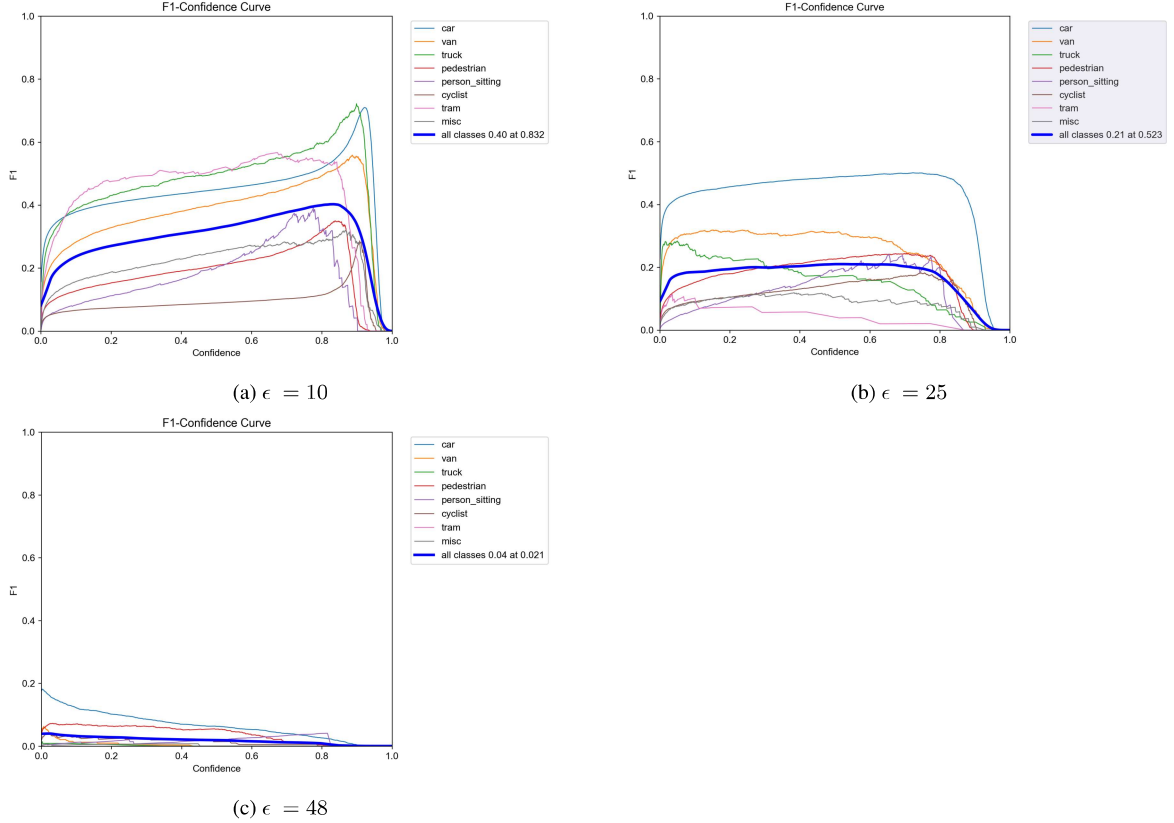 F1-Confidence Curve
1.0
0.8
0.6
0.4
0.2
0.0
F1
0.0 0.2 0.4 0.6 0.8 1.0
Confidence
car
van
truck
pedestrian
person_sitting
cyclist
tram
misc
all classes 0.40 at 0.832
(a) ϵ = 10
F1-Confidence Curve
1.0
0.8
0.6
0.4
0.2
0.0
F1
0.0 0.2 0.4 0.6 0.8 1.0
Confidence
car
van
truck
pedestrian
person_sitting
cyclist
tram
misc
all classes 0.21 at 0.523
(b) ϵ = 25
F1-Confidence Curve
1.0
0.8
0.6
0.4
0.2
0.0
F1
0.0 0.2 0.4 0.6 0.8 1.0
Confidence
car
van
truck
pedestrian
person_sitting
cyclist
tram
misc
all classes 0.04 at 0.021
(c) ϵ = 48